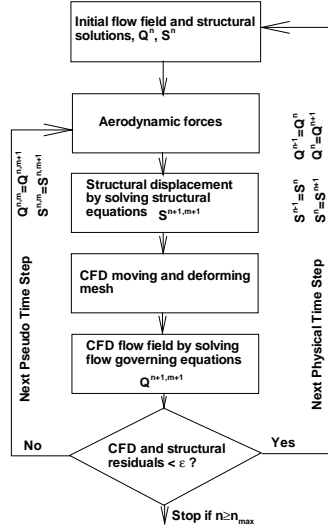 Initial flow field and structural
solutions, Qⁿ, Sⁿ
Aerodynamic forces
Structural displacement
by solving structural
equations Sⁿ⁺¹,ᵐ⁺¹
CFD moving and deforming
mesh
CFD flow field by solving
flow governing equations
Qⁿ⁺¹,ᵐ⁺¹
CFD and structural
residuals < ε ?
No
Yes
Stop if n≥nₘₐₓ
Next Pseudo Time Step
Qⁿ,ᵐ=Qⁿ,ᵐ⁺¹
Sⁿ,ᵐ=Sⁿ,ᵐ⁺¹
Next Physical Time Step
Sⁿ⁻¹=Sⁿ
Sⁿ=Sⁿ⁺¹
Qⁿ⁻¹=Qⁿ
Qⁿ=Qⁿ⁺¹